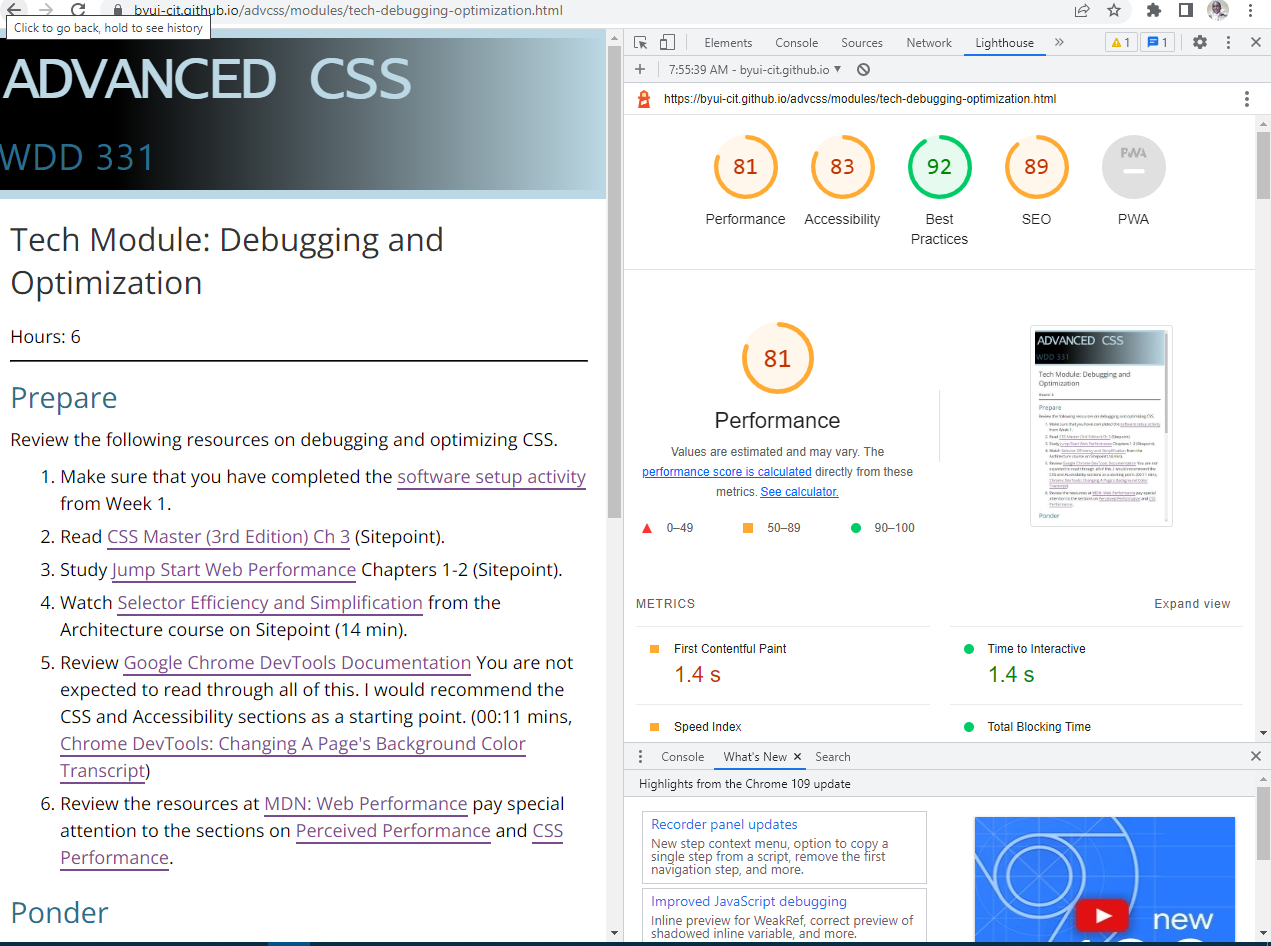 byui-cit.github.io/advcss/modules/tech-debugging-optimization.html
Click to go back, hold to see history
ADVANCED CSS
WDD 331
Tech Module: Debugging and
Optimization
Hours: 6
Prepare
Review the following resources on debugging and optimizing CSS.
1. Make sure that you have completed the software setup activity
from Week 1.
2. Read CSS Master (3rd Edition) Ch 3 (Sitepoint).
3. Study Jump Start Web Performance Chapters 1-2 (Sitepoint).
4. Watch Selector Efficiency and Simplification from the
Architecture course on Sitepoint (14 min).
5. Review Google Chrome DevTools Documentation You are not
expected to read through all of this. I would recommend the
CSS and Accessibility sections as a starting point. (00:11 mins,
Chrome DevTools: Changing A Page's Background Color
Transcript)
6. Review the resources at MDN: Web Performance pay special
attention to the sections on Perceived Performance and CSS
Performance.
Ponder
Elements Console Sources Network Lighthouse 1 1
7:55:39 AM - byui-cit.github.io
https://byui-cit.github.io/advcss/modules/tech-debugging-optimization.html
81 83 92 89 PWA
Performance Accessibility Best Practices SEO PWA
81
Performance
Values are estimated and may vary. The
performance score is calculated directly from these
metrics. See calculator.
0–49 50–89 90–100
ADVANCED CSS
WDD 331
Tech Module: Debugging and
Optimization
Prepare
Ponder
METRICS Expand view
First Contentful Paint
1.4 s
Time to Interactive
1.4 s
Speed Index
Total Blocking Time
Console What's New Search
Highlights from the Chrome 109 update
Recorder panel updates
New step context menu, option to copy a
single step from a script, remove the first
navigation step, and more.
Improved JavaScript debugging
Inline preview for WeakRef, correct preview of
shadowed inline variable, and more.
new